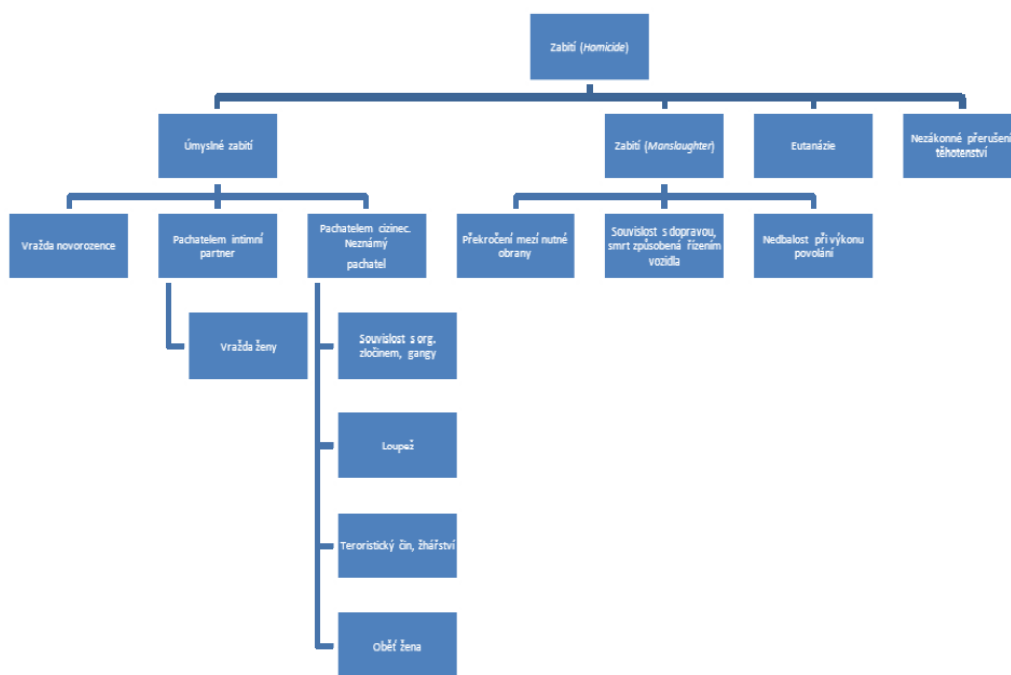 Zabití (Homicide)
Úmyslné zabití
Zabití (Manslaughter)
Eutanázie
Nezákonné přerušení
těhotenství
Vražda novorozence
Pachatelem intimní
partner
Pachatelem cizinec.
Neznámý
pachatel
Překročení mezí nutné
obrany
Souvislost s dopravou,
smrt způsobená řízením
vozidla
Nedbalost při výkonu
povolání
Vražda ženy
Souvislost s org.
zločinem, gangy
Loupež
Teroristický čin, žhářství
Oběť žena